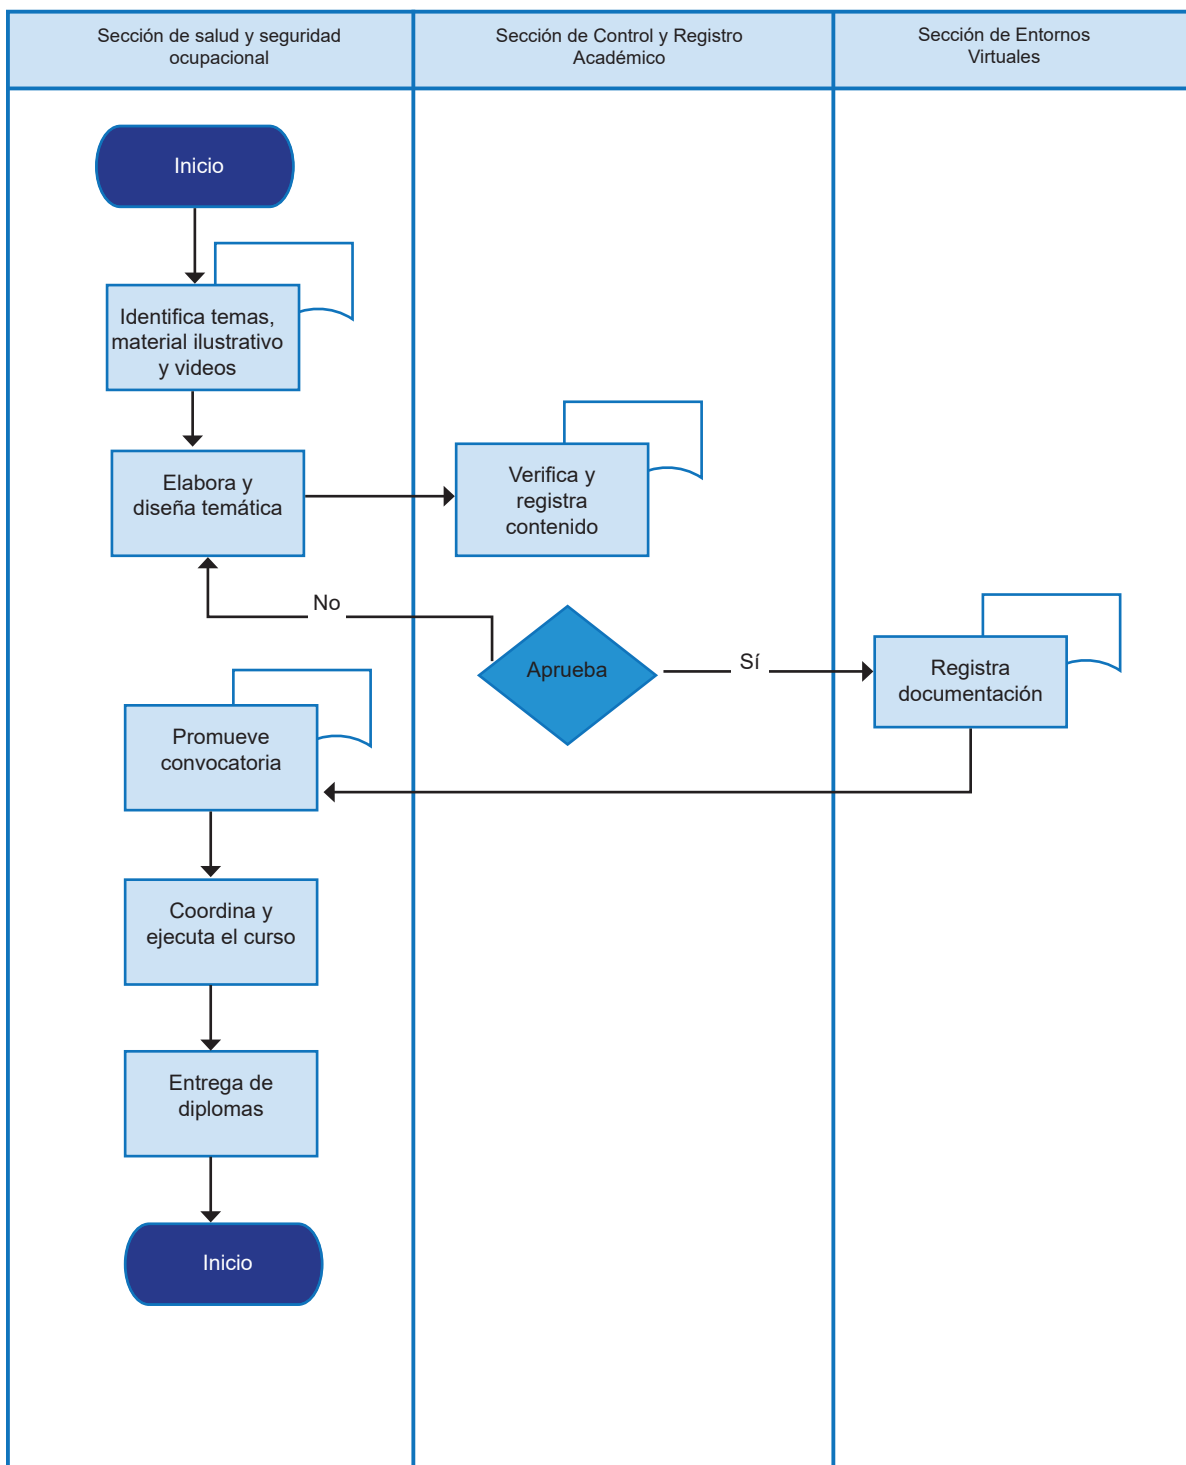 Sección de salud y seguridad
ocupacional
Sección de Control y Registro
Académico
Sección de Entornos
Virtuales
Inicio
Identifica temas,
material ilustrativo
y videos
Elabora y
diseña temática
Verifica y
registra
contenido
No
Aprueba
Sí
Registra
documentación
Promueve
convocatoria
Coordina y
ejecuta el curso
Entrega de
diplomas
Inicio